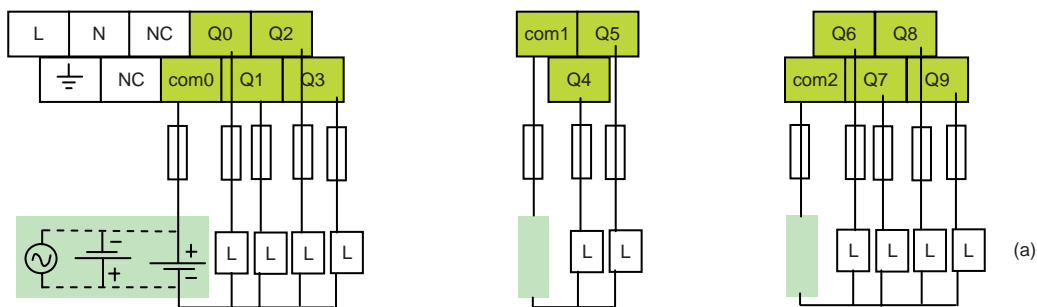 L N NC Q0 Q2
NC com0 Q1 Q3
com1 Q5
Q4
Q6 Q8
com2 Q7 Q9
L L L L
L L
L L L L
(a)
- + + -